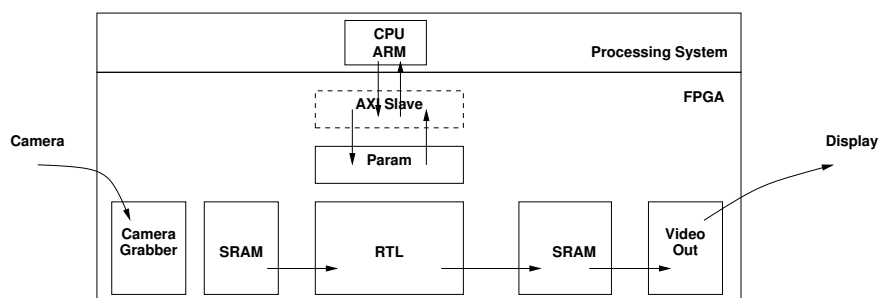 CPU
ARM
Processing System
AXI Slave
FPGA
Camera
Param
Display
Camera
Grabber
SRAM
RTL
SRAM
Video
Out